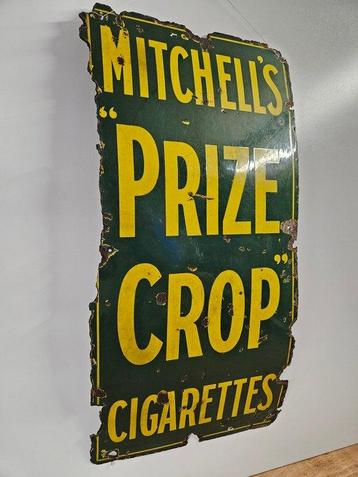 MITCHELL'S
"PRIZE
CROP"
CIGARETTES